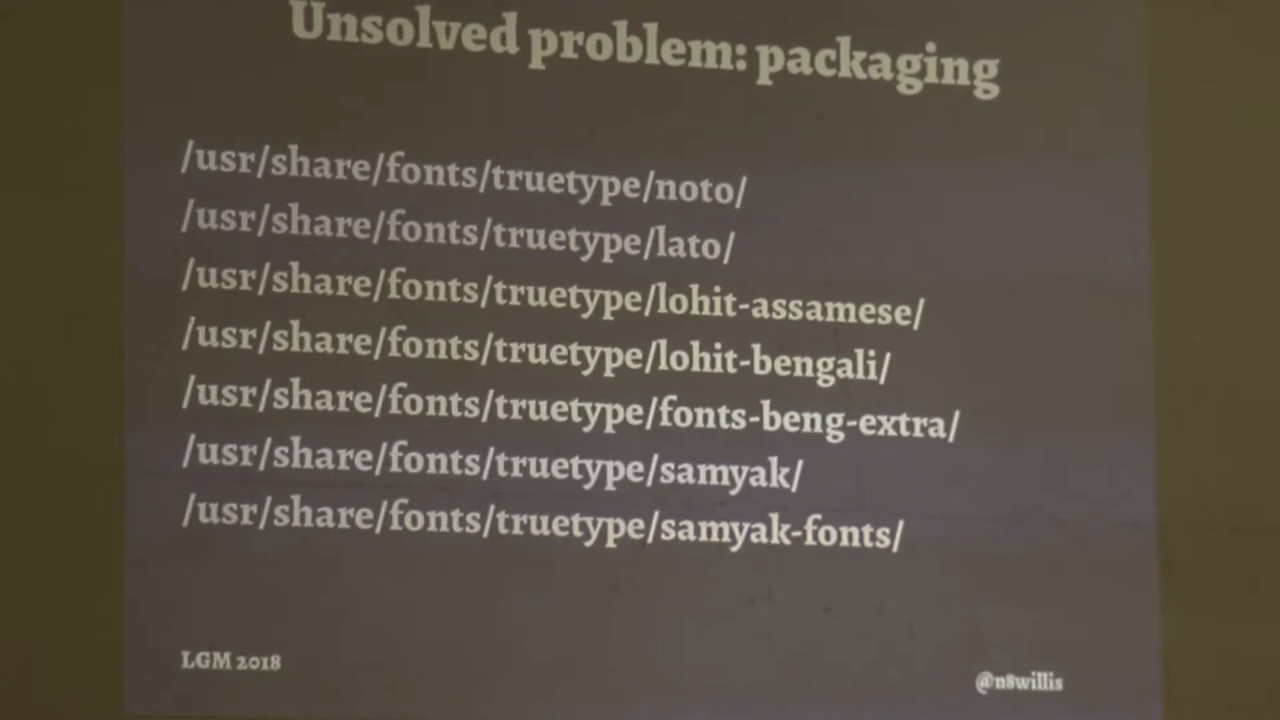 Unsolved problem: packaging
/usr/share/fonts/truetype/noto/
/usr/share/fonts/truetype/lato/
/usr/share/fonts/truetype/lohit-assamese/
/usr/share/fonts/truetype/lohit-bengali/
/usr/share/fonts/truetype/fonts-beng-extra/
/usr/share/fonts/truetype/samyak/
/usr/share/fonts/truetype/samyak-fonts/
LGM 2018
@n8willis